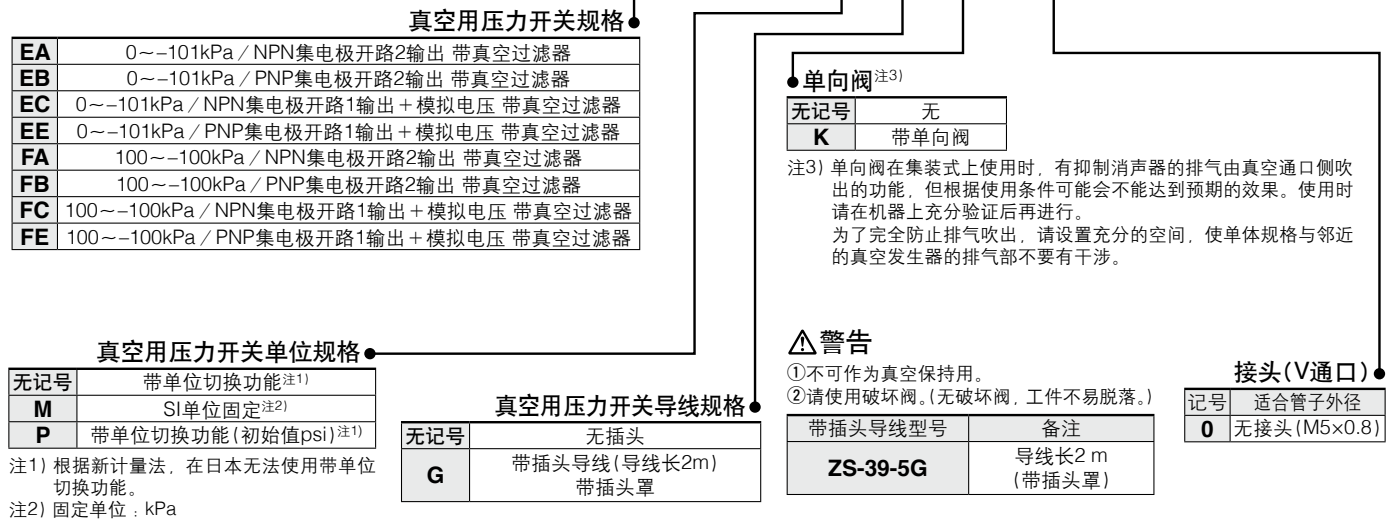 真空用压力开关规格
EA 0～−101kPa／NPN集电极开路2输出 带真空过滤器
EB 0～−101kPa／PNP集电极开路2输出 带真空过滤器
EC 0～−101kPa／NPN集电极开路1输出＋模拟电压 带真空过滤器
EE 0～−101kPa／PNP集电极开路1输出＋模拟电压 带真空过滤器
FA 100～−100kPa／NPN集电极开路2输出 带真空过滤器
FB 100～−100kPa／PNP集电极开路2输出 带真空过滤器
FC 100～−100kPa／NPN集电极开路1输出＋模拟电压 带真空过滤器
FE 100～−100kPa／PNP集电极开路1输出＋模拟电压 带真空过滤器
单向阀注3)
无记号 无
K 带单向阀
注3) 单向阀在集装式上使用时，有抑制消声器的排气由真空通口侧吹
出的功能，但根据使用条件可能会不能达到预期的效果。使用时
请在机器上充分验证后再进行。
为了完全防止排气吹出，请设置充分的空间，使单体规格与邻近
的真空发生器的排气部不要有干涉。
真空用压力开关单位规格
无记号 带单位切换功能注1)
M SI单位固定注2)
P 带单位切换功能(初始值psi)注1)
注1) 根据新计量法，在日本无法使用带单位
切换功能。
注2) 固定单位：kPa
真空用压力开关导线规格
无记号 无插头
G 带插头导线(导线长2m)
带插头罩
⚠警告
①不可作为真空保持用。
②请使用破坏阀。(无破坏阀，工件不易脱落。)
带插头导线型号 备注
ZS-39-5G 导线长2 m
(带插头罩)
接头(V通口)
记号 适合管子外径
0 无接头(M5×0.8)